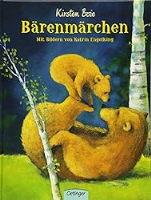 Kirsten Boie
Bärenmärchen
Mit Bildern von Katrin Engelking
Oetinger